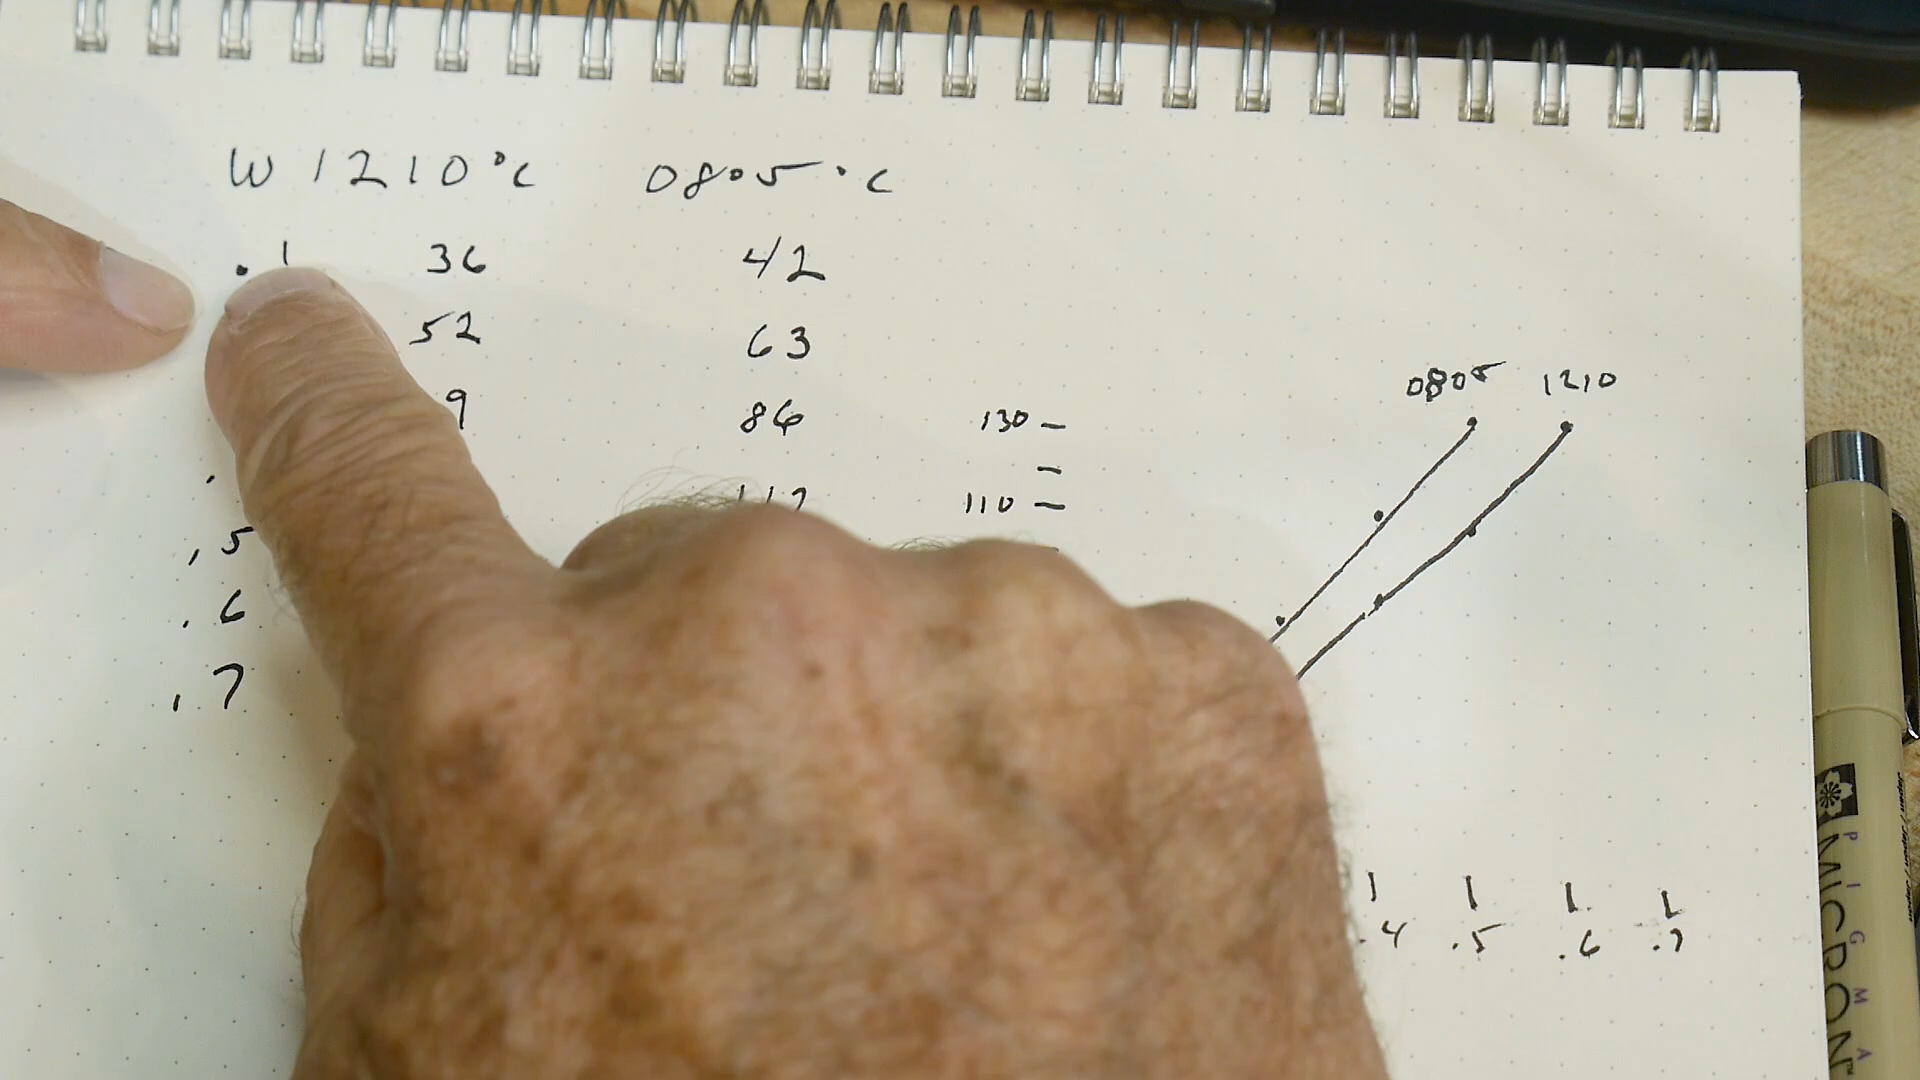 W 1210°C 0805°C
.1 36 42
52 63
9 86
.5
.6
.7
130 –
–
110 –
0805 1210
.4 .5 .6 .7
PIGMA
MICRON